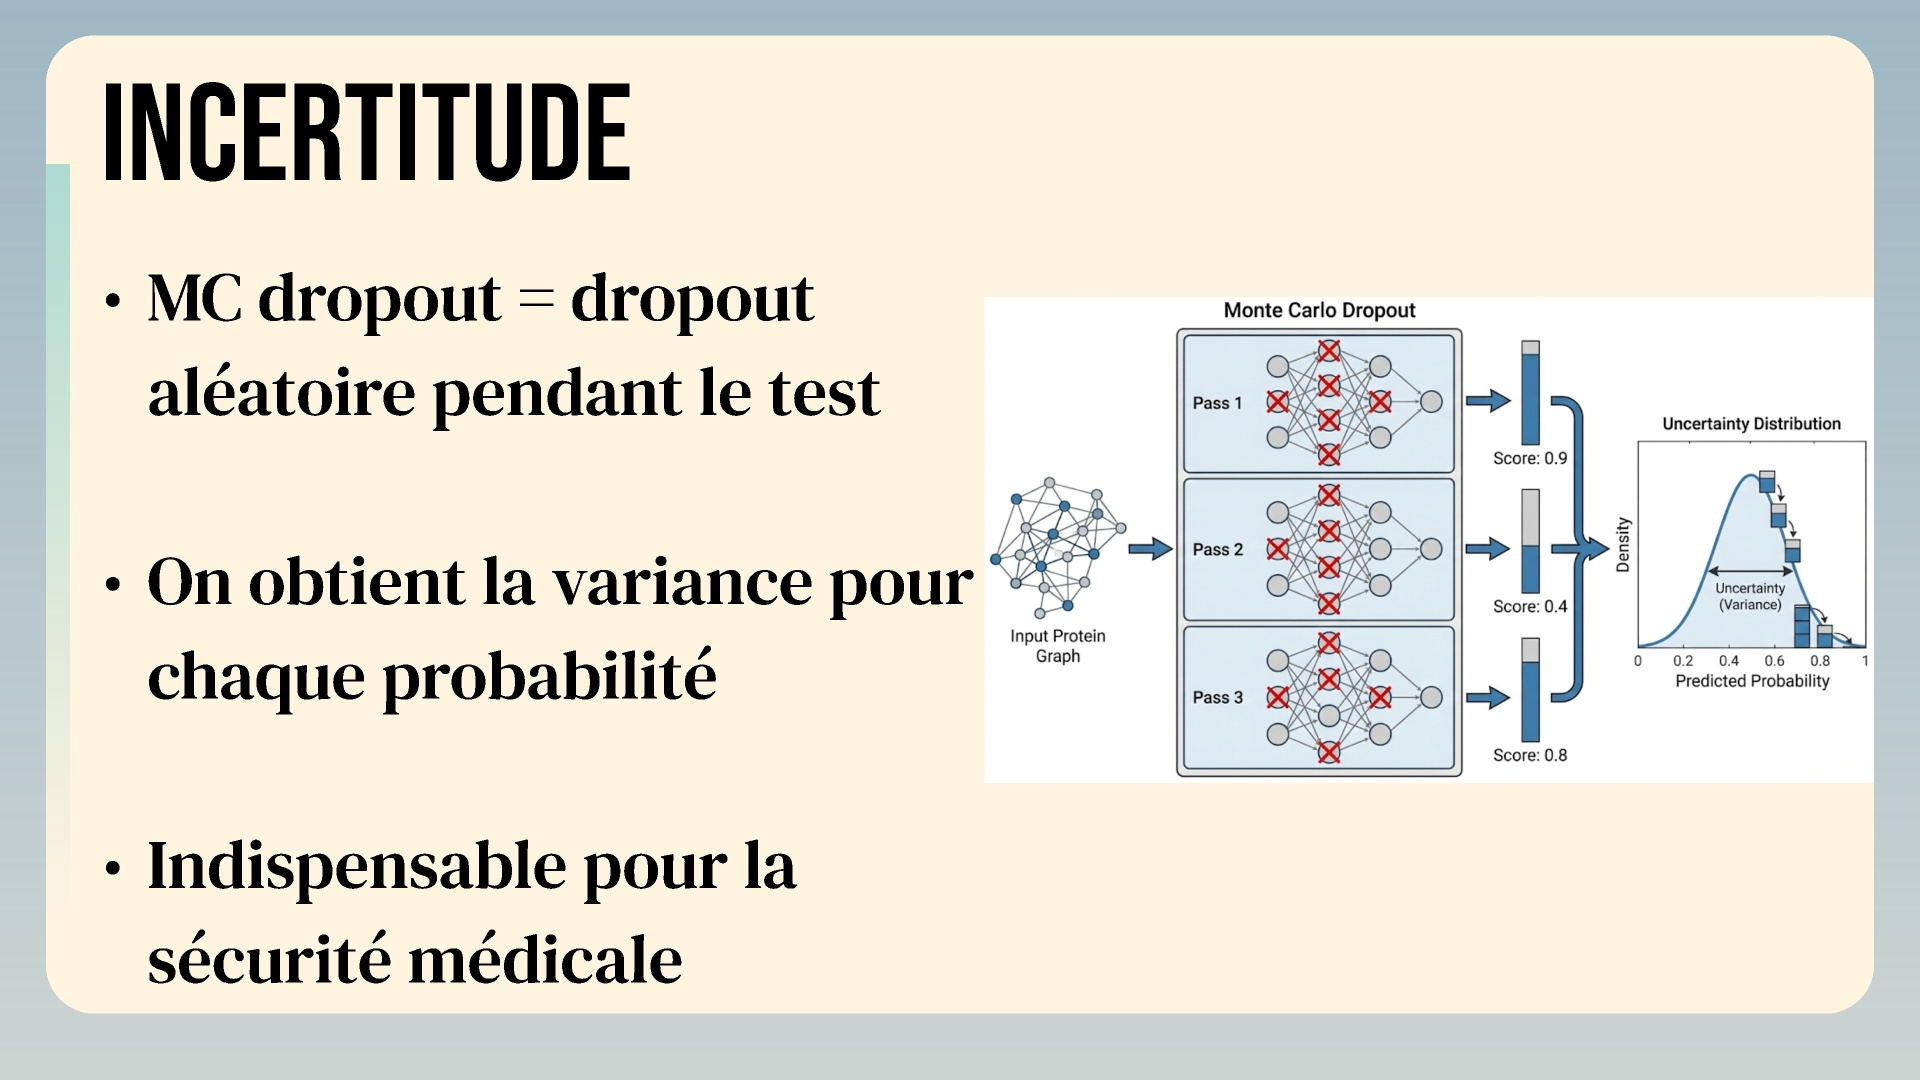 INCERTITUDE
• MC dropout = dropout
aléatoire pendant le test
• On obtient la variance pour
chaque probabilité
• Indispensable pour la
sécurité médicale
Monte Carlo Dropout
Pass 1
Pass 2
Pass 3
Input Protein
Graph
Score: 0.9
Score: 0.4
Score: 0.8
Uncertainty Distribution
Density
Uncertainty
(Variance)
0 0.2 0.4 0.6 0.8 1
Predicted Probability